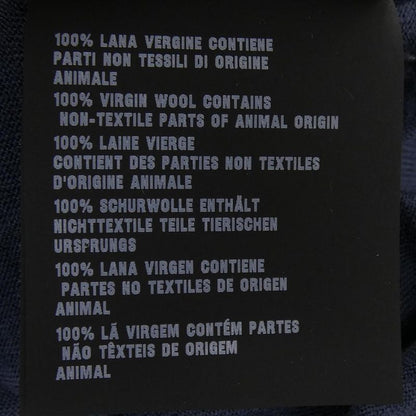 100% LANA VERGINE CONTIENE
PARTI NON TESSILI DI ORIGINE
ANIMALE
100% VIRGIN WOOL CONTAINS
NON-TEXTILE PARTS OF ANIMAL ORIGIN
100% LAINE VIERGE
CONTIENT DES PARTIES NON TEXTILES
D'ORIGINE ANIMALE
100% SCHURWOLLE ENTHÄLT
NICHTTEXTILE TEILE TIERISCHEN
URSPRUNGS
100% LANA VIRGEN CONTIENE
PARTES NO TEXTILES DE ORIGEN
ANIMAL
100% LÃ VIRGEM CONTÉM PARTES
NÃO TÊXTEIS DE ORIGEM
ANIMAL